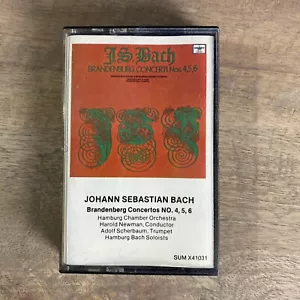 J.S. Bach
BRANDENBURG CONCERTI Nos. 4,5,6
JOHANN SEBASTIAN BACH
Brandenberg Concertos NO. 4, 5, 6
Hamburg Chamber Orchestra
Harold Newman, Conductor
Adolf Scherbaum, Trumpet
Hamburg Bach Soloists
SUM X41031